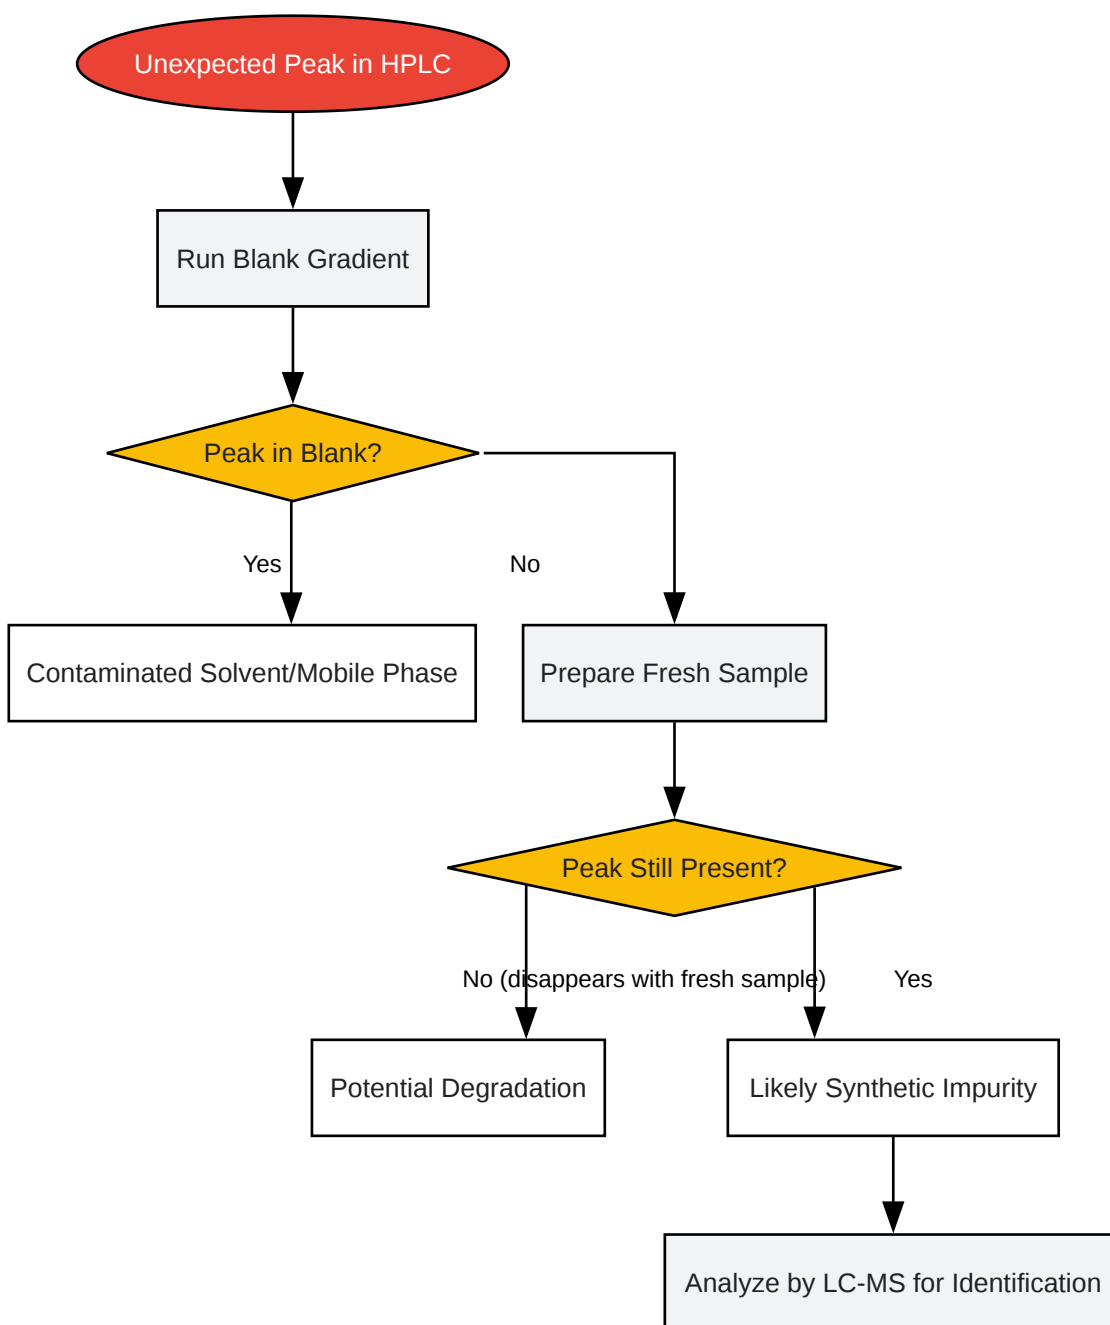 Unexpected Peak in HPLC
Run Blank Gradient
Peak in Blank?
Yes
No
Contaminated Solvent/Mobile Phase
Prepare Fresh Sample
Peak Still Present?
No (disappears with fresh sample)
Yes
Potential Degradation
Likely Synthetic Impurity
Analyze by LC-MS for Identification